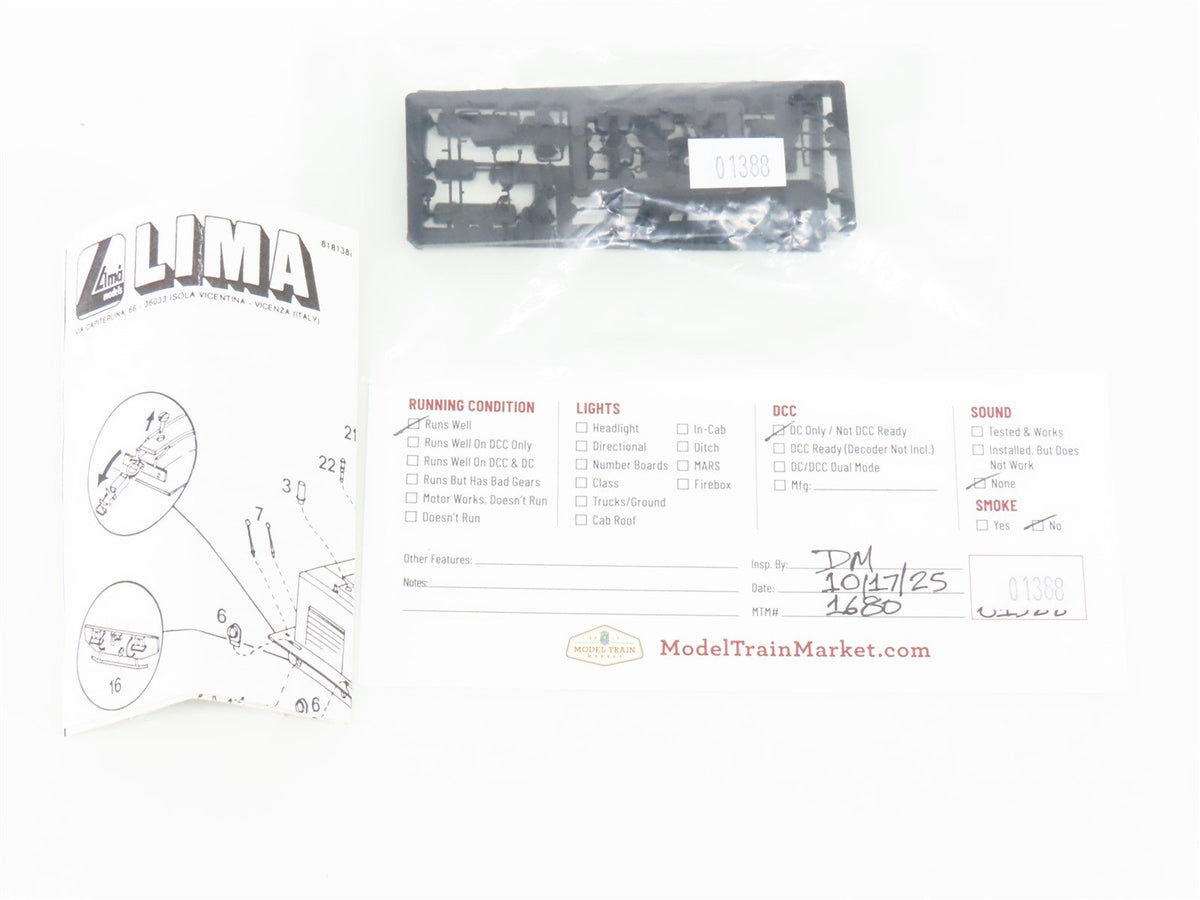 01388
Lima
models
LIMA
818138i
VIA CAPITERLINA, 66 - 36033 ISOLA VICENTINA - VICENZA (ITALY)
21
22
3
7
6
16
6
RUNNING CONDITION
Runs Well
Runs Well On DCC Only
Runs Well On DCC & DC
Runs But Has Bad Gears
Motor Works, Doesn't Run
Doesn't Run
LIGHTS
Headlight
Directional
Number Boards
Class
Trucks/Ground
Cab Roof
In-Cab
Ditch
MARS
Firebox
DCC
DC Only / Not DCC Ready
DCC Ready (Decoder Not Incl.)
DC/DCC Dual Mode
Mfg:
SOUND
Tested & Works
Installed, But Does
Not Work
None
SMOKE
Yes No
Other Features:
Notes:
Insp. By: DM
Date: 10/17/25
MTM# 1680
01388
MODEL TRAIN
MARKET
ModelTrainMarket.com